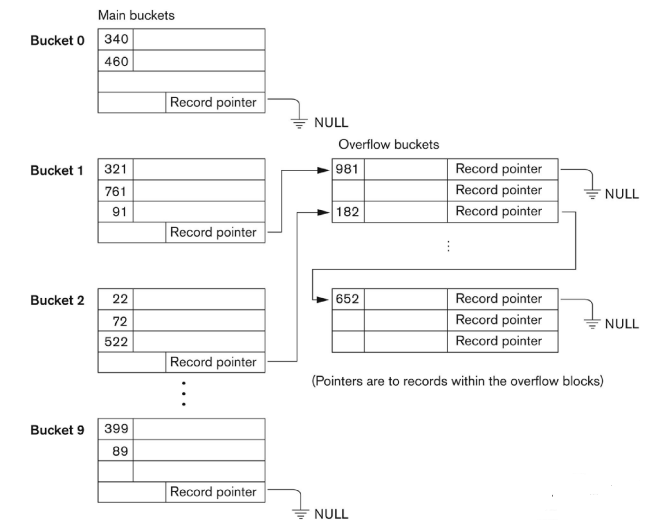 Main buckets
Bucket 0
340
460
Record pointer
NULL
Overflow buckets
Bucket 1
321
761
91
Record pointer
981 Record pointer
Record pointer
182 Record pointer
NULL
Bucket 2
22
72
522
Record pointer
652 Record pointer
Record pointer
Record pointer
NULL
(Pointers are to records within the overflow blocks)
Bucket 9
399
89
Record pointer
NULL